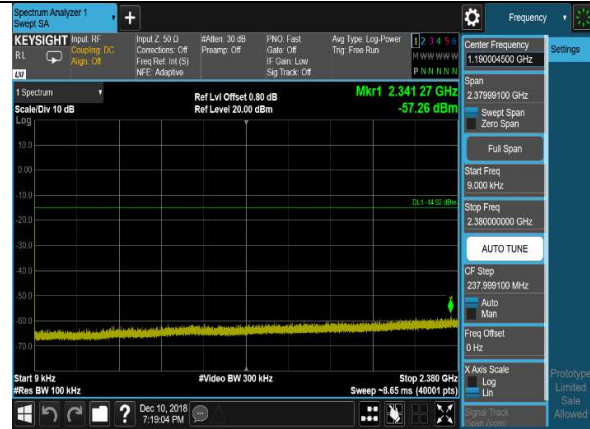 Spectrum Analyzer 1
Swept SA
+
Frequency
KEYSIGHT
Input: RF
Coupling: DC
Align: Off
RL
Input Z: 50 Ω
Corrections: Off
Freq Ref: Int (S)
NFE: Adaptive
#Atten: 30 dB
Preamp: Off
PNO: Fast
Gate: Off
IF Gain: Low
Sig Track: Off
Avg Type: Log-Power
Trig: Free Run
1 2 3 4 5 6
M W W W W W
P N N N N N
Center Frequency
1.190004500 GHz
Settings
1 Spectrum
Scale/Div 10 dB
Log
Ref Lvl Offset 0.80 dB
Ref Level 20.00 dBm
Mkr1 2.341 27 GHz
-57.26 dBm
Span
2.37999100 GHz
Swept Span
Zero Span
Full Span
Start Freq
9.000 kHz
Stop Freq
2.380000000 GHz
AUTO TUNE
CF Step
237.999100 MHz
Auto
Man
Freq Offset
0 Hz
X Axis Scale
Log
Lin
Signal Track
(Span Zoom)
10.0
0.00
-10.0
DL1 -14.92 dBm
-20.0
-30.0
-40.0
-50.0
-60.0
-70.0
Start 9 kHz
#Res BW 100 kHz
#Video BW 300 kHz
Stop 2.380 GHz
Sweep ~8.65 ms (40001 pts)
Prototype
Limited
Sale
Allowed
?
Dec 10, 2018
7:19:04 PM